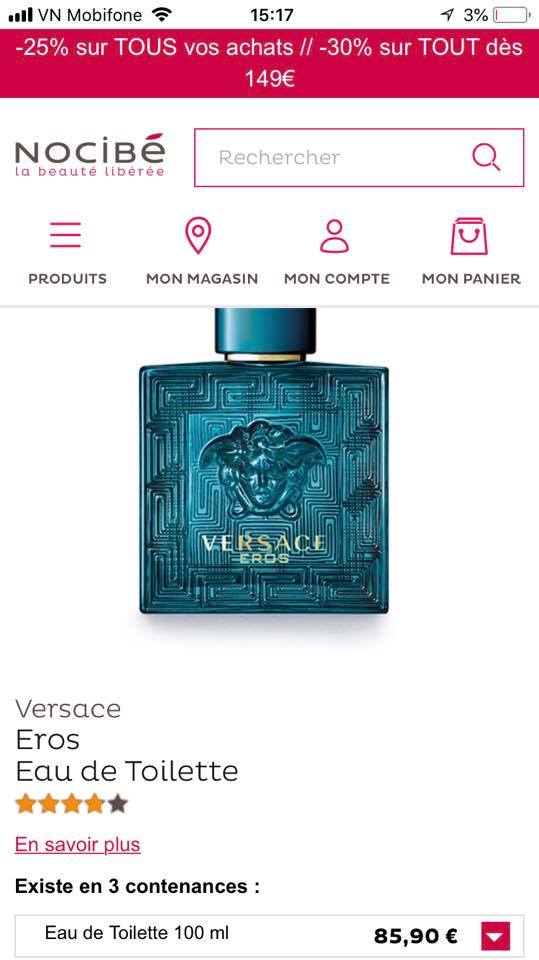 VN Mobifone 15:17 3%
-25% sur TOUS vos achats // -30% sur TOUT dès
149€
NOCIBÉ
la beauté libérée
Rechercher
PRODUITS MON MAGASIN MON COMPTE MON PANIER
VERSACE
EROS
Versace
Eros
Eau de Toilette
En savoir plus
Existe en 3 contenances :
Eau de Toilette 100 ml 85,90 €